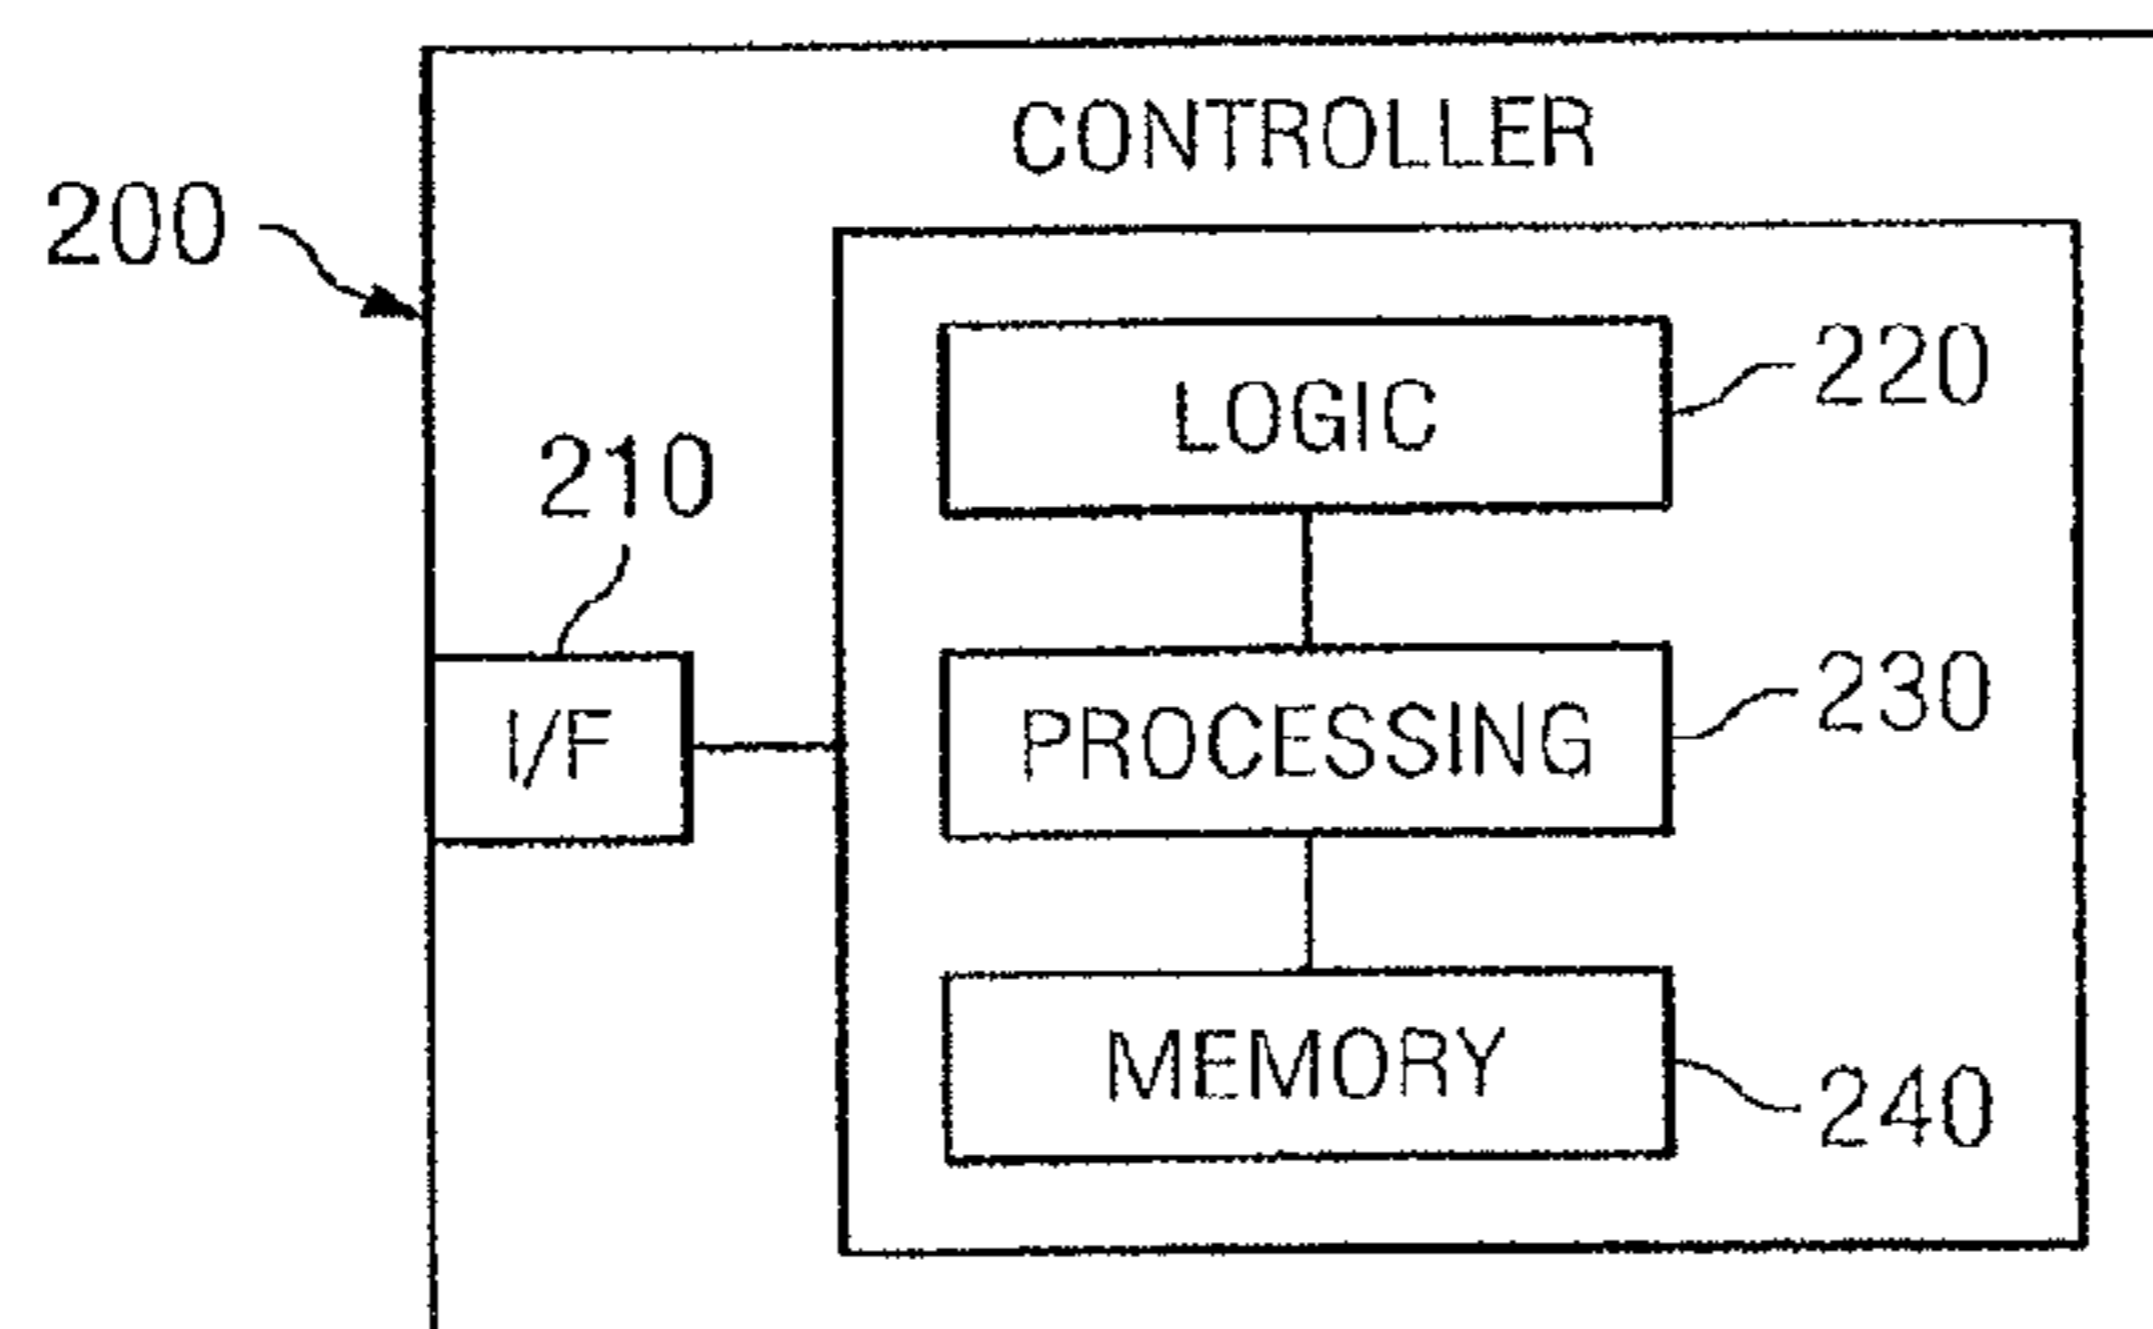 CONTROLLER
200
LOGIC
220
210
I/F
PROCESSING
230
MEMORY
240